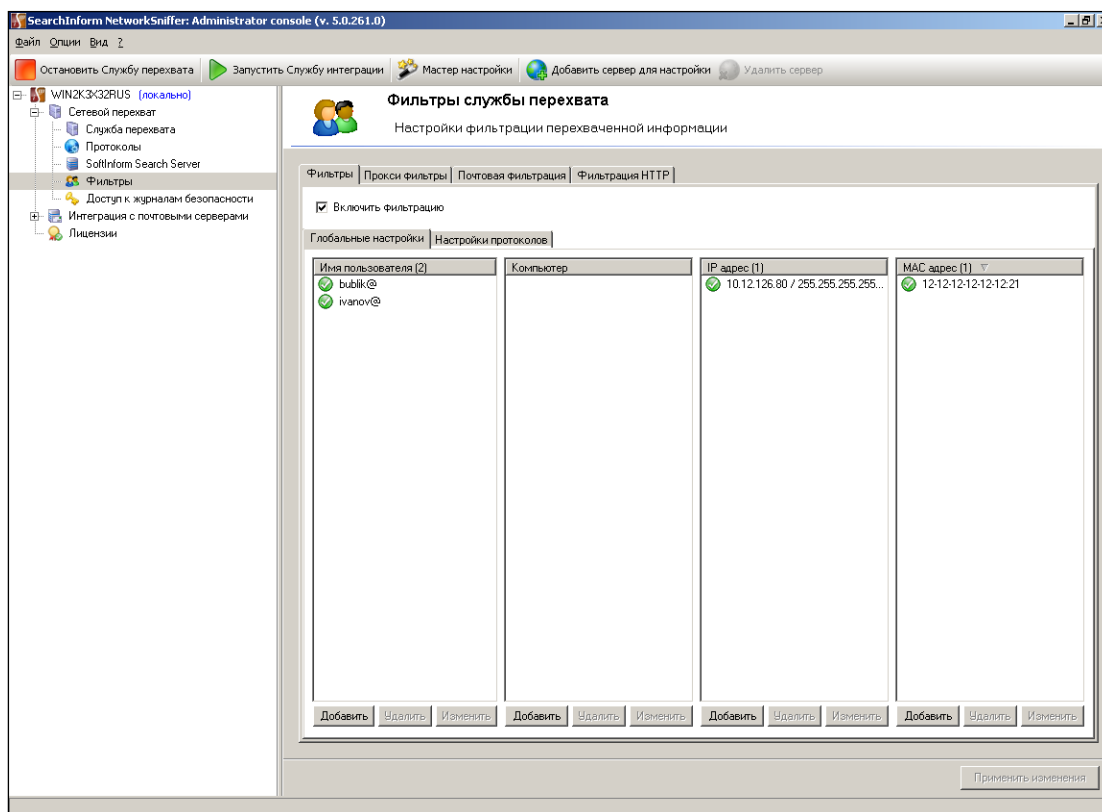 SearchInform NetworkSniffer: Administrator console (v. 5.0.261.0)
Файл Опции Вид ?
Остановить Службу перехвата Запустить Службу интеграции Мастер настройки Добавить сервер для настройки Удалить сервер
WIN2K3X32RUS (локально)
Сетевой перехват
Служба перехвата
Протоколы
SoftInform Search Server
Фильтры
Доступ к журналам безопасности
Интеграция с почтовыми серверами
Лицензии
Фильтры службы перехвата
Настройки фильтрации перехваченной информации
Фильтры Прокси фильтры Почтовая фильтрация Фильтрация HTTP
Включить фильтрацию
Глобальные настройки Настройки протоколов
Имя пользователя (2) Компьютер IP адрес (1) MAC адрес (1)
bublik@ 10.12.126.80 / 255.255.255.255... 12-12-12-12-12-12:21
ivanov@
Добавить Удалить Изменить Добавить Удалить Изменить Добавить Удалить Изменить Добавить Удалить Изменить
Применить изменения